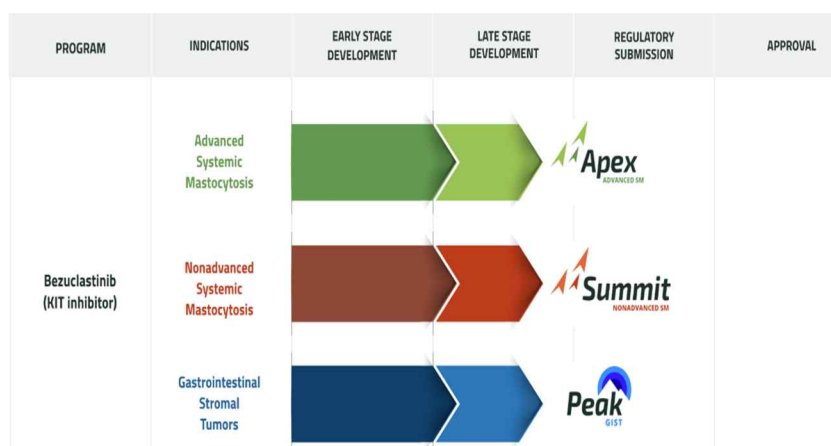 PROGRAM
INDICATIONS
EARLY STAGE
DEVELOPMENT
LATE STAGE
DEVELOPMENT
REGULATORY
SUBMISSION
APPROVAL
Bezuclastinib
(KIT inhibitor)
Advanced
Systemic
Mastocytosis
Apex
ADVANCED SM
Nonadvanced
Systemic
Mastocytosis
Summit
NONADVANCED SM
Gastrointestinal
Stromal
Tumors
Peak
GIST